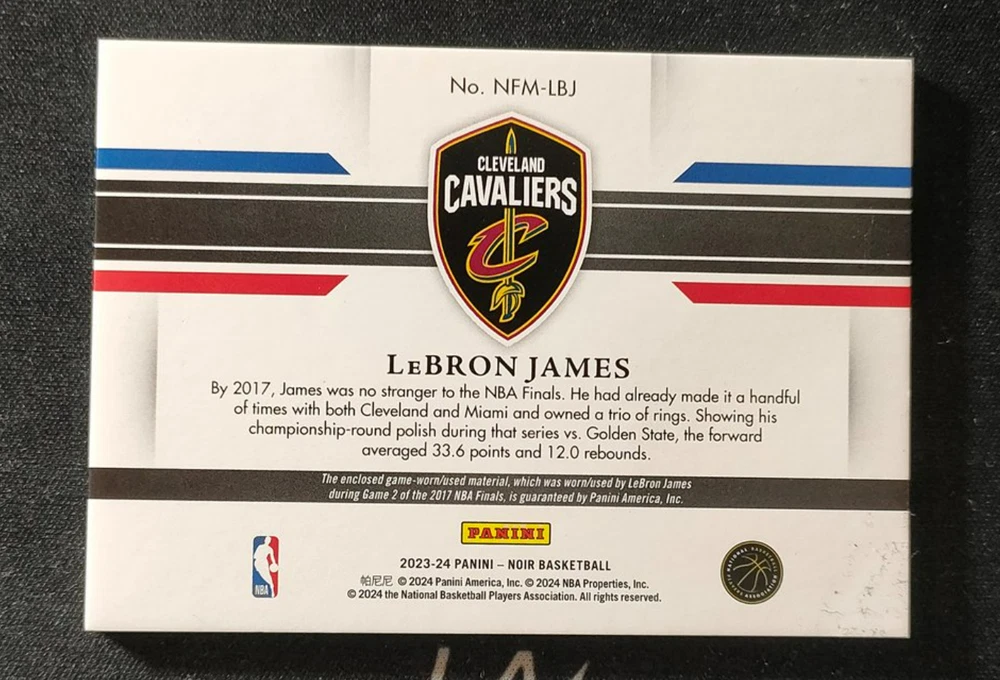 No. NFM-LBJ
CLEVELAND
CAVALIERS
C
LEBRON JAMES
By 2017, James was no stranger to the NBA Finals. He had already made it a handful
of times with both Cleveland and Miami and owned a trio of rings. Showing his
championship-round polish during that series vs. Golden State, the forward
averaged 33.6 points and 12.0 rebounds.
The enclosed game-worn/used material, which was worn/used by LeBron James
during Game 2 of the 2017 NBA Finals, is guaranteed by Panini America, Inc.
PANINI
2023-24 PANINI – NOIR BASKETBALL
帕尼尼 © 2024 Panini America, Inc. © 2024 NBA Properties, Inc.
© 2024 the National Basketball Players Association. All rights reserved.
NBA
NATIONAL BASKETBALL
PLAYERS ASSOCIATION